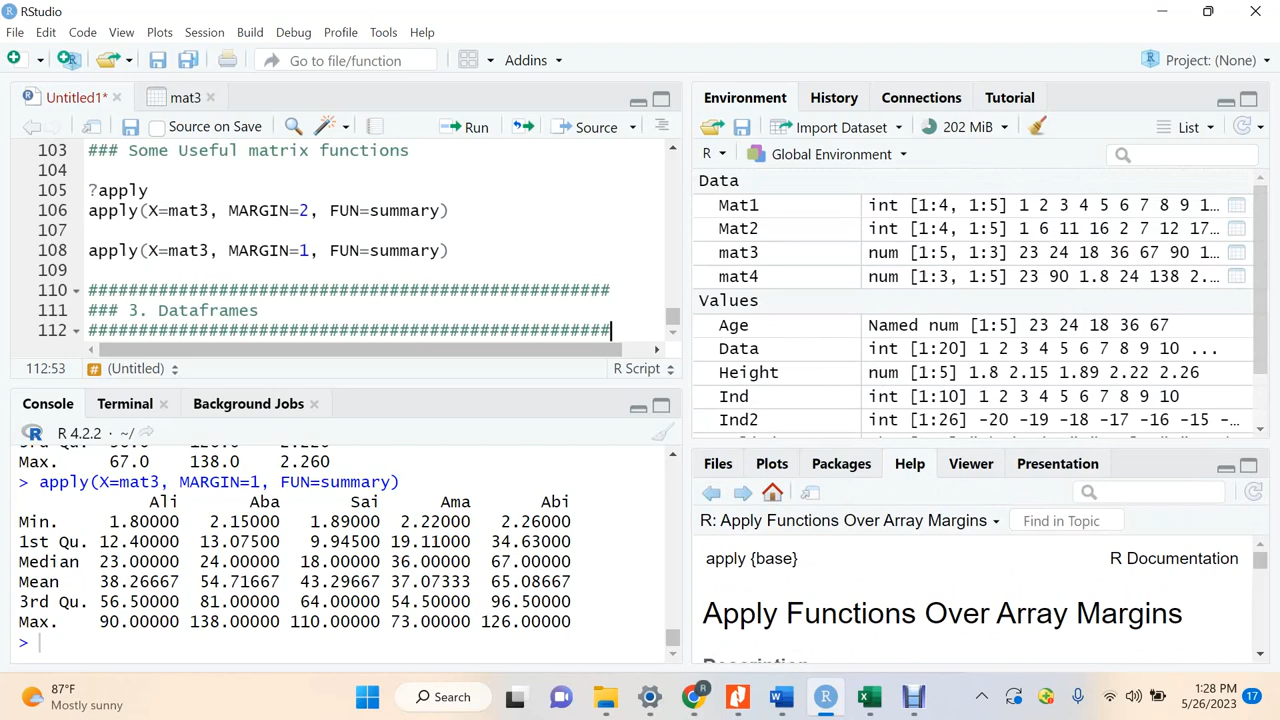 RStudio
File Edit Code View Plots Session Build Debug Profile Tools Help
Go to file/function Addins Project: (None)
Untitled1* mat3
Source on Save Run Source
103 ### Some Useful matrix functions
104
105 ?apply
106 apply(X=mat3, MARGIN=2, FUN=summary)
107
108 apply(X=mat3, MARGIN=1, FUN=summary)
109
110 ####################################################
111 ### 3. Dataframes
112 ####################################################
112:53 # (Untitled) R Script
Console Terminal Background Jobs
R 4.2.2 · ~/
Max. 67.0 138.0 2.260
> apply(X=mat3, MARGIN=1, FUN=summary)
Ali Aba Sai Ama Abi
Min. 1.80000 2.15000 1.89000 2.22000 2.26000
1st Qu. 12.40000 13.07500 9.94500 19.11000 34.63000
Median 23.00000 24.00000 18.00000 36.00000 67.00000
Mean 38.26667 54.71667 43.29667 37.07333 65.08667
3rd Qu. 56.50000 81.00000 64.00000 54.50000 96.50000
Max. 90.00000 138.00000 110.00000 73.00000 126.00000
>
Environment History Connections Tutorial
Import Dataset 202 MiB List
R Global Environment
Data
Mat1 int [1:4, 1:5] 1 2 3 4 5 6 7 8 9 1…
Mat2 int [1:4, 1:5] 1 6 11 16 2 7 12 17…
mat3 num [1:5, 1:3] 23 24 18 36 67 90 1…
mat4 num [1:3, 1:5] 23 90 1.8 24 138 2.…
Values
Age Named num [1:5] 23 24 18 36 67
Data int [1:20] 1 2 3 4 5 6 7 8 9 10 ...
Height num [1:5] 1.8 2.15 1.89 2.22 2.26
Ind int [1:10] 1 2 3 4 5 6 7 8 9 10
Ind2 int [1:26] -20 -19 -18 -17 -16 -15 -…
Files Plots Packages Help Viewer Presentation
R: Apply Functions Over Array Margins Find in Topic
apply {base} R Documentation
Apply Functions Over Array Margins
Description
87°F
Mostly sunny
Search
1:28 PM
5/26/2023
17